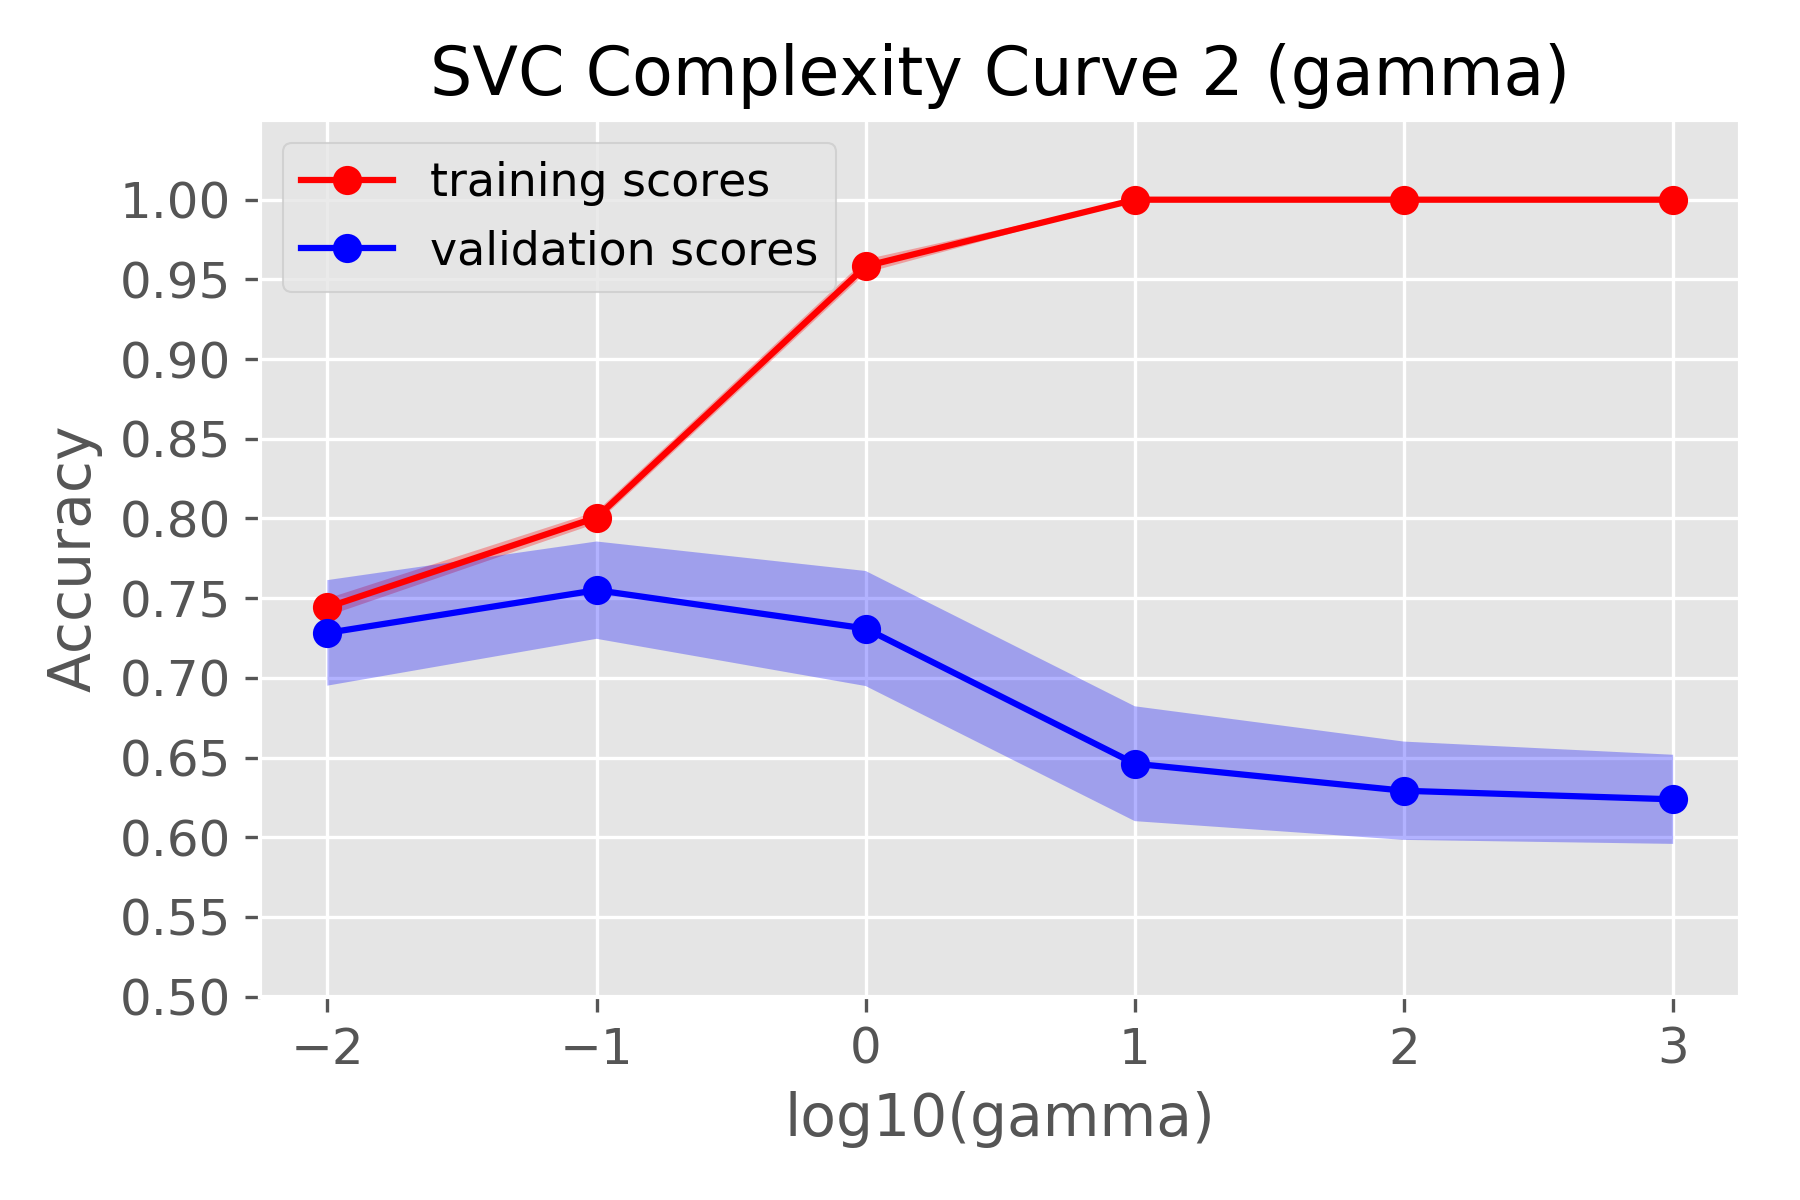 SVC Complexity Curve 2 (gamma)
training scores
validation scores
1.00
0.95
0.90
0.85
0.80
0.75
0.70
0.65
0.60
0.55
0.50
Accuracy
−2 −1 0 1 2 3
log10(gamma)